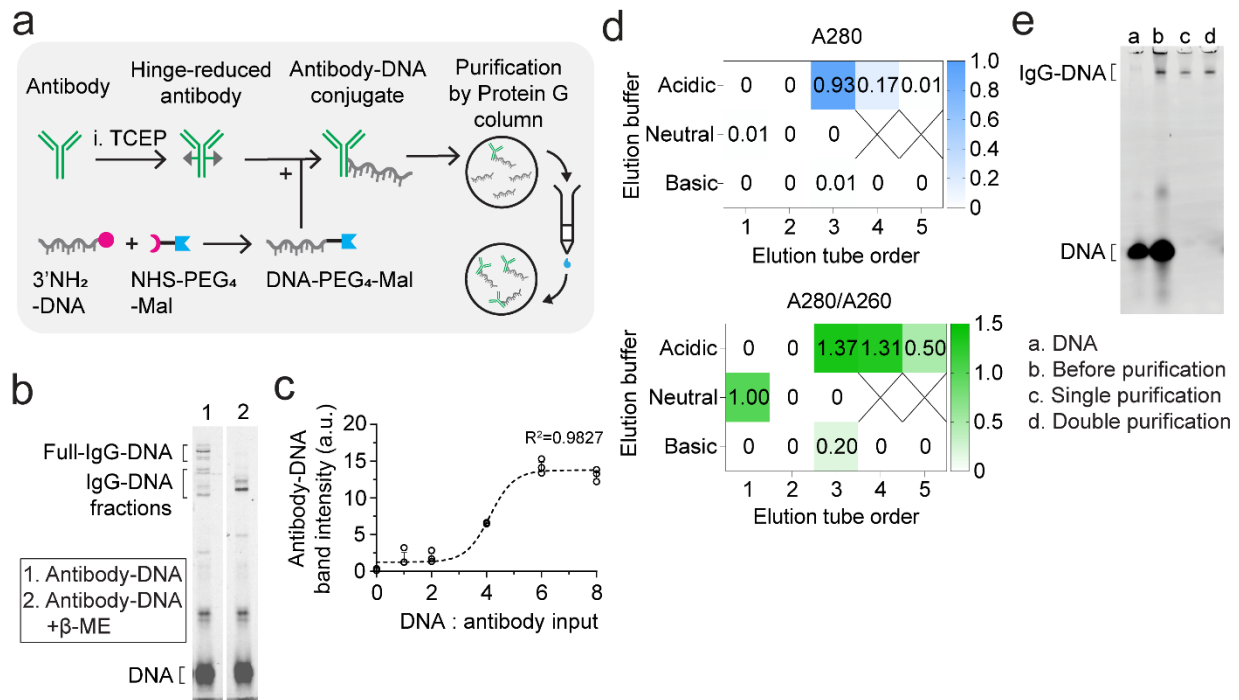 a
Antibody
Hinge-reduced
antibody
Antibody-DNA
conjugate
Purification
by Protein G
column
i. TCEP
+
+
3'NH₂
-DNA
NHS-PEG₄
-Mal
DNA-PEG₄-Mal
b
1 2
Full-IgG-DNA
IgG-DNA
fractions
1. Antibody-DNA
2. Antibody-DNA
+β-ME
DNA
c
R²=0.9827
Antibody-DNA
band intensity (a.u.)
20
15
10
5
0
0 2 4 6 8
DNA : antibody input
d
A280
Elution buffer
Acidic 0 0 0.93 0.17 0.01
Neutral 0.01 0 0
Basic 0 0 0.01 0 0
1 2 3 4 5
Elution tube order
1.0
0.8
0.6
0.4
0.2
0
A280/A260
Elution buffer
Acidic 0 0 1.37 1.31 0.50
Neutral 1.00 0 0
Basic 0 0 0.20 0 0
1 2 3 4 5
Elution tube order
1.5
1.0
0.5
0
e
a b c d
IgG-DNA
DNA
a. DNA
b. Before purification
c. Single purification
d. Double purification